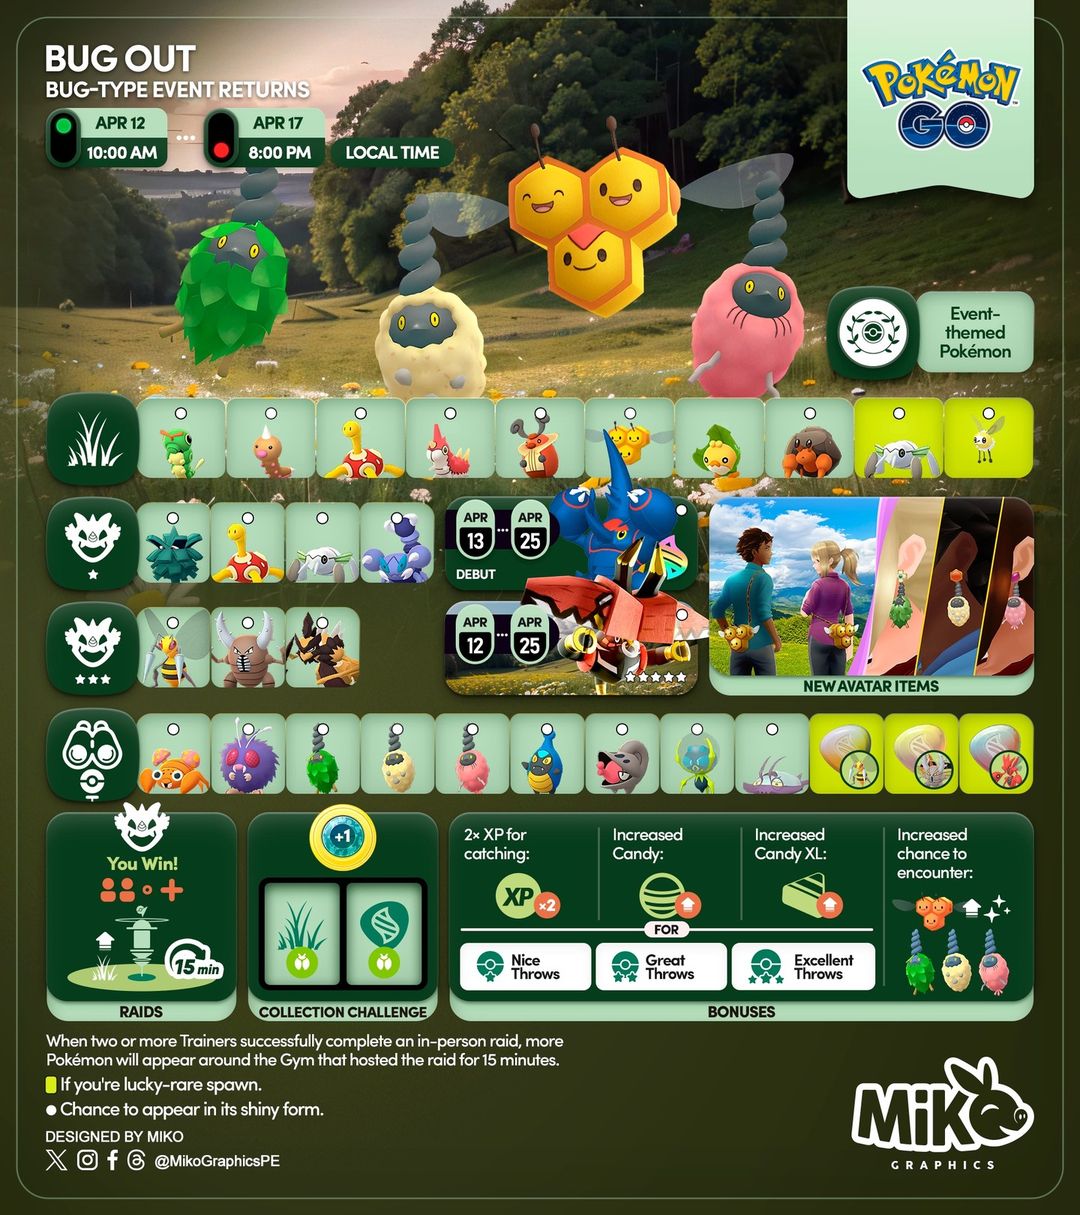 BUG OUT
BUG-TYPE EVENT RETURNS
APR 12
10:00 AM
...
APR 17
8:00 PM
LOCAL TIME
POKéMON
GO
Event-
themed
Pokémon
APR
13
...
APR
25
DEBUT
APR
12
...
APR
25
NEW AVATAR ITEMS
You Win!
15 min
RAIDS
+1
COLLECTION CHALLENGE
2× XP for
catching:
XP ×2
Increased
Candy:
Increased
Candy XL:
FOR
Nice
Throws
Great
Throws
Excellent
Throws
Increased
chance to
encounter:
BONUSES
When two or more Trainers successfully complete an in-person raid, more
Pokémon will appear around the Gym that hosted the raid for 15 minutes.
If you're lucky-rare spawn.
Chance to appear in its shiny form.
DESIGNED BY MIKO
@MikoGraphicsPE
MiKO
GRAPHICS